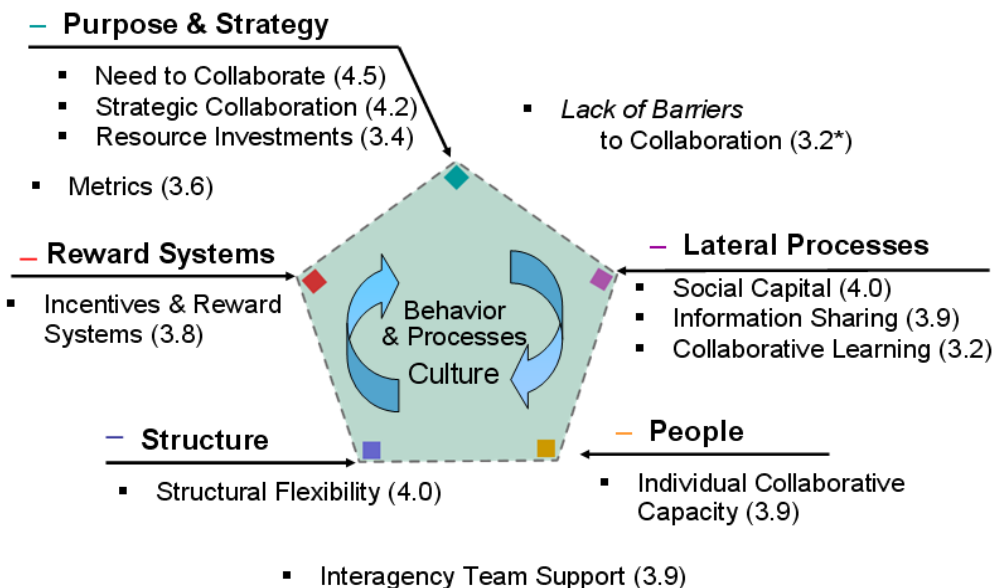 – Purpose & Strategy
▪ Need to Collaborate (4.5)
▪ Strategic Collaboration (4.2)
▪ Resource Investments (3.4)
▪ Metrics (3.6)
▪ Lack of Barriers
to Collaboration (3.2*)
– Reward Systems
▪ Incentives & Reward
Systems (3.8)
– Lateral Processes
▪ Social Capital (4.0)
▪ Information Sharing (3.9)
▪ Collaborative Learning (3.2)
Behavior
& Processes
Culture
– Structure
▪ Structural Flexibility (4.0)
– People
▪ Individual Collaborative
Capacity (3.9)
▪ Interagency Team Support (3.9)